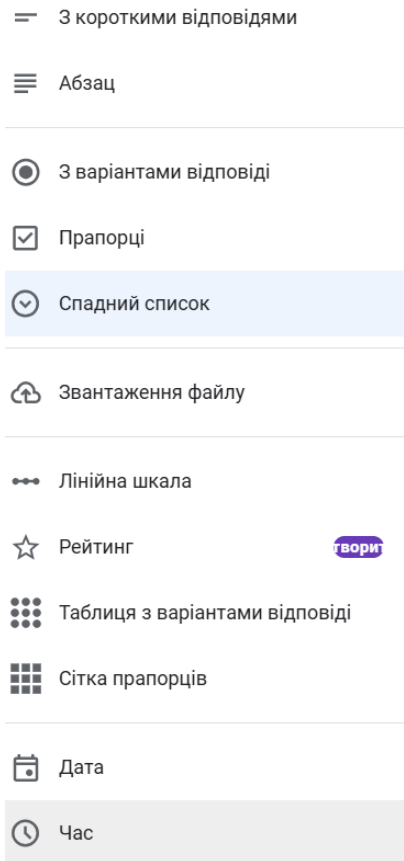 З короткими відповідями
Абзац
З варіантами відповіді
Прапорці
Спадний список
Звантаження файлу
Лінійна шкала
Рейтинг
творит
Таблиця з варіантами відповіді
Сітка прапорців
Дата
Час